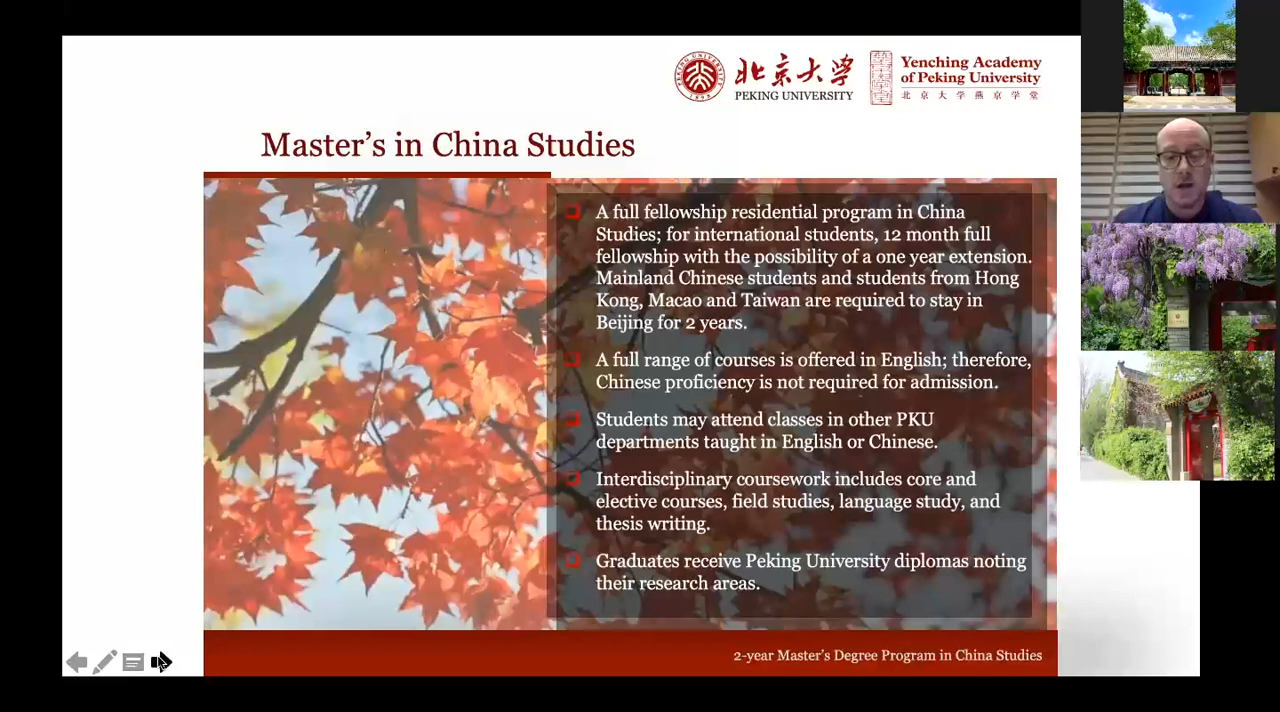 北京大学
PEKING UNIVERSITY
PEKING UNIVERSITY
1898
Yenching Academy
of Peking University
北京大学燕京学堂
Master's in China Studies
A full fellowship residential program in China
Studies; for international students, 12 month full
fellowship with the possibility of a one year extension.
Mainland Chinese students and students from Hong
Kong, Macao and Taiwan are required to stay in
Beijing for 2 years.
A full range of courses is offered in English; therefore,
Chinese proficiency is not required for admission.
Students may attend classes in other PKU
departments taught in English or Chinese.
Interdisciplinary coursework includes core and
elective courses, field studies, language study, and
thesis writing.
Graduates receive Peking University diplomas noting
their research areas.
2-year Master's Degree Program in China Studies